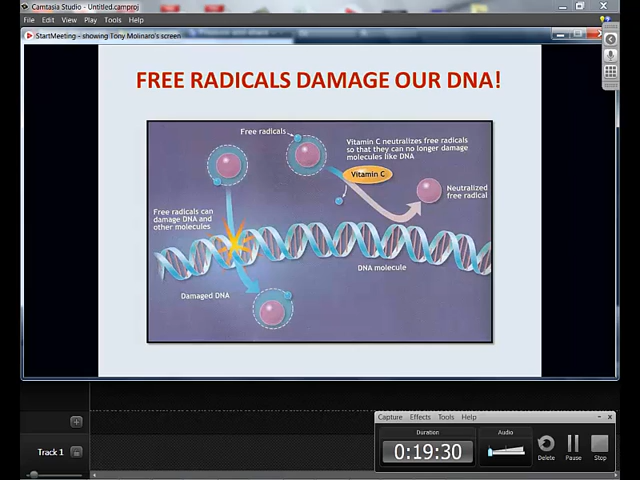 Camtasia Studio - Untitled.camproj
File Edit View Play Tools Help
StartMeeting - showing Tony Molinaro's screen
FREE RADICALS DAMAGE OUR DNA!
Free radicals
Vitamin C neutralizes free radicals
so that they can no longer damage
molecules like DNA
Vitamin C
Neutralized
free radical
Free radicals can
damage DNA and
other molecules
DNA molecule
Damaged DNA
Capture Effects Tools Help
Duration
Audio
0:19:30
Delete
Pause
Stop
Track 1